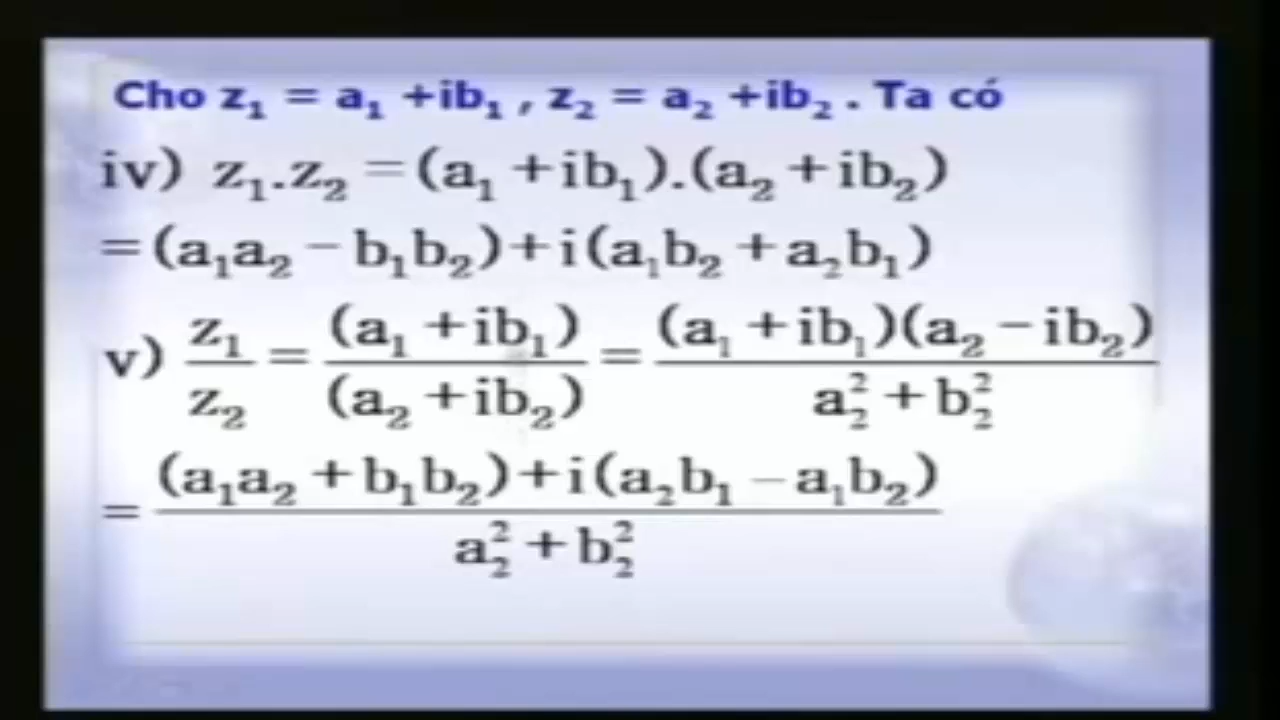 Cho z₁ = a₁ +ib₁ , z₂ = a₂ +ib₂ . Ta có
iv) z₁.z₂ =(a₁ +ib₁).(a₂ +ib₂)
=(a₁a₂ − b₁b₂)+i(a₁b₂ +a₂b₁)
v) z₁/z₂ = (a₁ +ib₁)/(a₂ +ib₂) = (a₁ +ib₁)(a₂ −ib₂)/(a₂² +b₂²)
= ((a₁a₂ +b₁b₂)+i(a₂b₁ −a₁b₂))/(a₂² +b₂²)